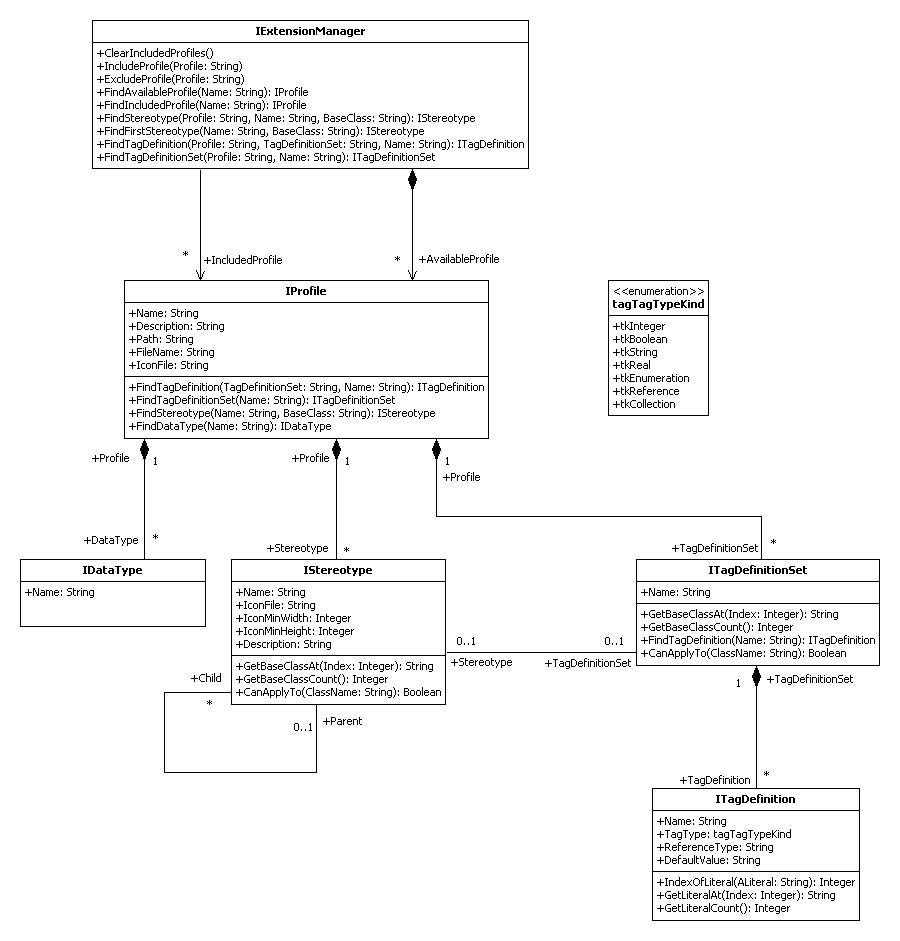 IExtensionManager
+ClearIncludedProfiles()
+IncludeProfile(Profile: String)
+ExcludeProfile(Profile: String)
+FindAvailableProfile(Name: String): IProfile
+FindIncludedProfile(Name: String): IProfile
+FindStereotype(Profile: String, Name: String, BaseClass: String): IStereotype
+FindFirstStereotype(Name: String, BaseClass: String): IStereotype
+FindTagDefinition(Profile: String, TagDefinitionSet: String, Name: String): ITagDefinition
+FindTagDefinitionSet(Profile: String, Name: String): ITagDefinitionSet
*
+IncludedProfile
*
+AvailableProfile
IProfile
+Name: String
+Description: String
+Path: String
+FileName: String
+IconFile: String
+FindTagDefinition(TagDefinitionSet: String, Name: String): ITagDefinition
+FindTagDefinitionSet(Name: String): ITagDefinitionSet
+FindStereotype(Name: String, BaseClass: String): IStereotype
+FindDataType(Name: String): IDataType
<<enumeration>>
tagTagTypeKind
+tkInteger
+tkBoolean
+tkString
+tkReal
+tkEnumeration
+tkReference
+tkCollection
+Profile
1
+Profile
1
1
+Profile
+DataType
*
+Stereotype
*
+TagDefinitionSet
*
IDataType
+Name: String
IStereotype
+Name: String
+IconFile: String
+IconMinWidth: Integer
+IconMinHeight: Integer
+Description: String
+GetBaseClassAt(Index: Integer): String
+GetBaseClassCount(): Integer
+CanApplyTo(ClassName: String): Boolean
0..1
+Stereotype
0..1
+TagDefinitionSet
ITagDefinitionSet
+Name: String
+GetBaseClassAt(Index: Integer): String
+GetBaseClassCount(): Integer
+FindTagDefinition(Name: String): ITagDefinition
+CanApplyTo(ClassName: String): Boolean
+Child
*
0..1
+Parent
1
+TagDefinitionSet
+TagDefinition
*
ITagDefinition
+Name: String
+TagType: tagTagTypeKind
+ReferenceType: String
+DefaultValue: String
+IndexOfLiteral(ALiteral: String): Integer
+GetLiteralAt(Index: Integer): String
+GetLiteralCount(): Integer